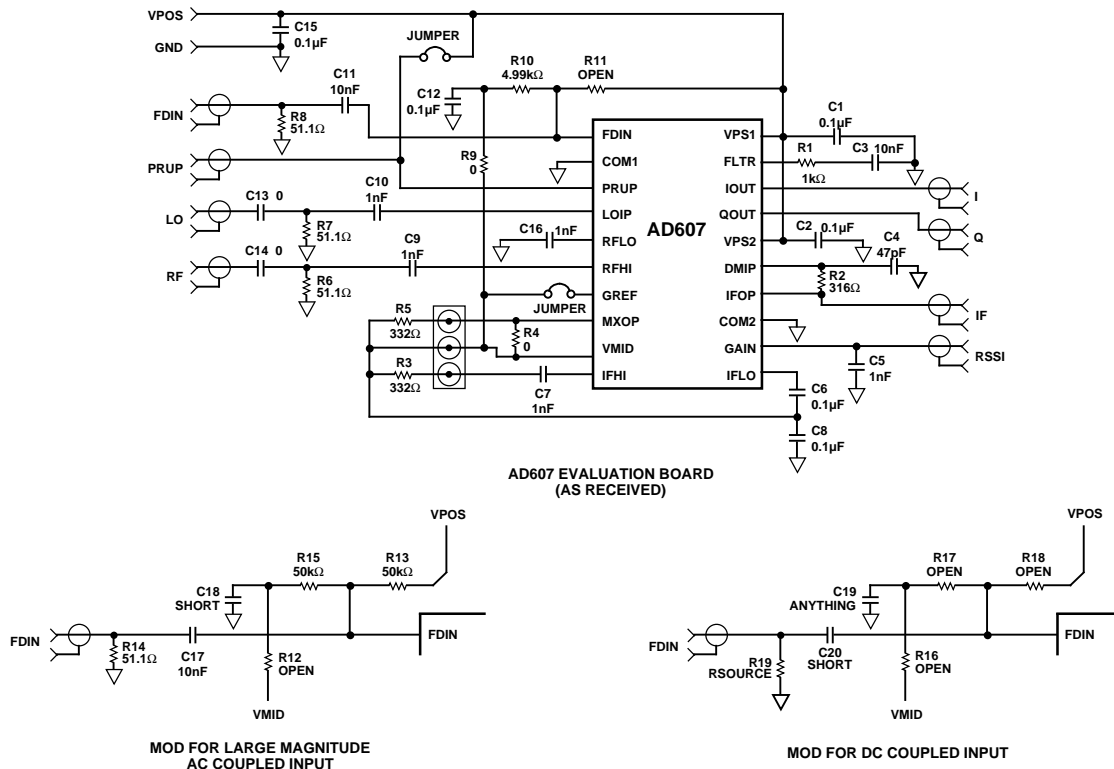 VPOS
GND
C15
0.1µF
JUMPER
C11
10nF
FDIN
R8
51.1Ω
PRUP
C12
0.1µF
R10
4.99kΩ
R11
OPEN
R9
0
C13 0
C10
1nF
LO
R7
51.1Ω
C14 0
C9
1nF
RF
R6
51.1Ω
C16
1nF
JUMPER
R5
332Ω
R4
0
R3
332Ω
C7
1nF
FDIN
COM1
PRUP
LOIP
RFLO
RFHI
GREF
MXOP
VMID
IFHI
AD607
VPS1
FLTR
IOUT
QOUT
VPS2
DMIP
IFOP
COM2
GAIN
IFLO
C1
0.1µF
R1
1kΩ
C3 10nF
I
Q
C2 0.1µF
C4
47pF
R2
316Ω
IF
RSSI
C5
1nF
C6
0.1µF
C8
0.1µF
AD607 EVALUATION BOARD
(AS RECEIVED)
VPOS
R15
50kΩ
R13
50kΩ
C18
SHORT
FDIN
R14
51.1Ω
C17
10nF
R12
OPEN
FDIN
VMID
MOD FOR LARGE MAGNITUDE
AC COUPLED INPUT
VPOS
R17
OPEN
R18
OPEN
C19
ANYTHING
FDIN
R19
RSOURCE
C20
SHORT
R16
OPEN
FDIN
VMID
MOD FOR DC COUPLED INPUT